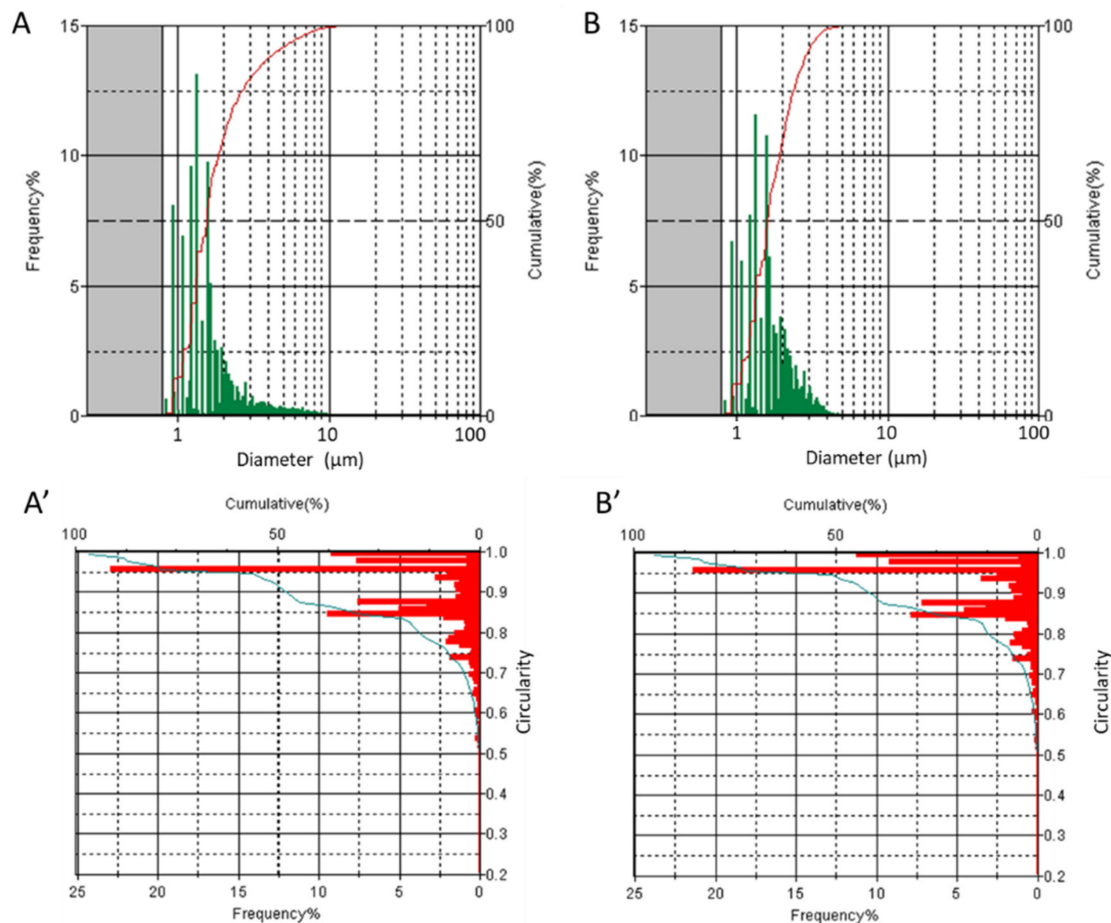 A
15
10
5
0
Frequency%
100
50
0
Cumulative(%)
1
10
100
Diameter (µm)
B
15
10
5
0
Frequency%
100
50
0
Cumulative(%)
1
10
100
Diameter (µm)
A’
Cumulative(%)
100 50 0
1.0
0.9
0.8
0.7
0.6
0.5
0.4
0.3
0.2
Circularity
25 20 15 10 5 0
Frequency%
B’
Cumulative(%)
100 50 0
1.0
0.9
0.8
0.7
0.6
0.5
0.4
0.3
0.2
Circularity
25 20 15 10 5 0
Frequency%